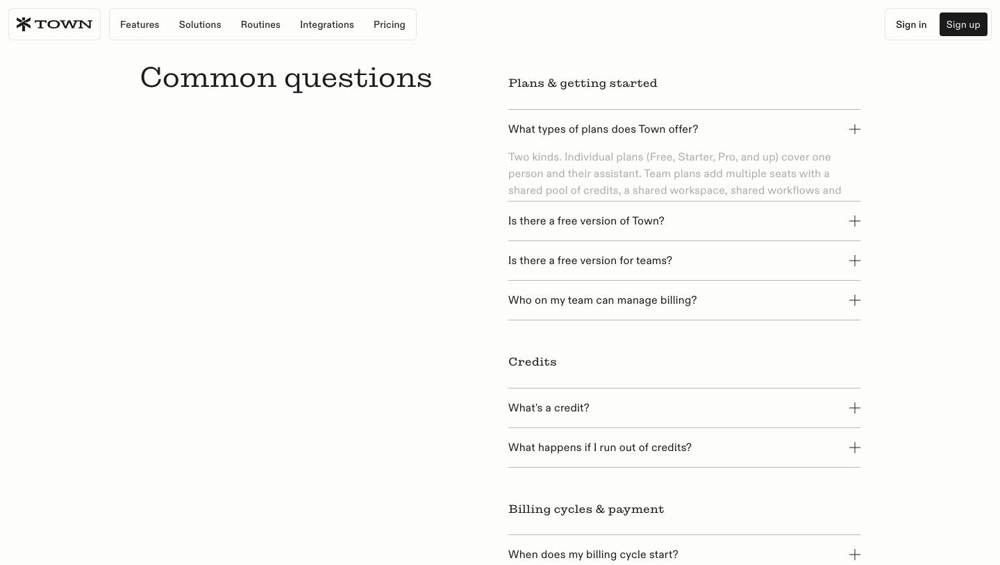 TOWN
Features
Solutions
Routines
Integrations
Pricing
Sign in
Sign up
Common questions
Plans & getting started
What types of plans does Town offer?
Two kinds. Individual plans (Free, Starter, Pro, and up) cover one
person and their assistant. Team plans add multiple seats with a
shared pool of credits, a shared workspace, shared workflows and
Is there a free version of Town?
Is there a free version for teams?
Who on my team can manage billing?
Credits
What's a credit?
What happens if I run out of credits?
Billing cycles & payment
When does my billing cycle start?